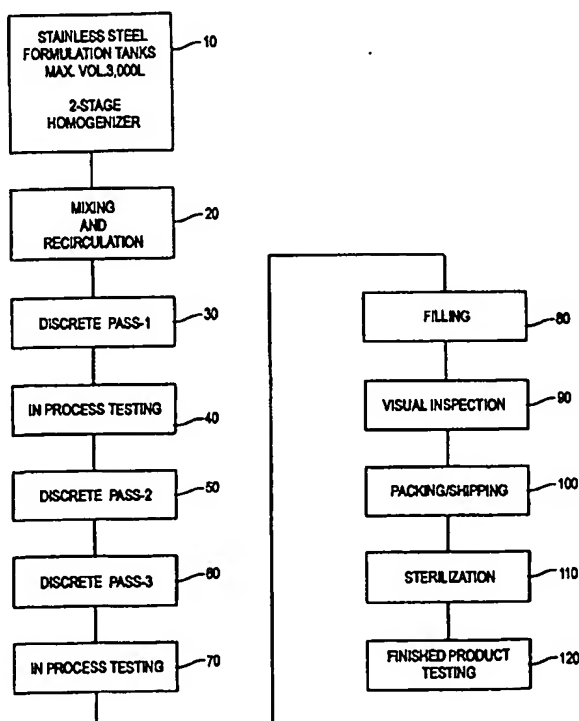 STAINLESS STEEL
FORMULATION TANKS
MAX. VOL.3,000L
2-STAGE
HOMOGENIZER
10
MIXING
AND
RECIRCULATION
20
DISCRETE PASS-1
30
IN PROCESS TESTING
40
DISCRETE PASS-2
50
DISCRETE PASS-3
60
IN PROCESS TESTING
70
FILLING
80
VISUAL INSPECTION
90
PACKING/SHIPPING
100
STERILIZATION
110
FINISHED PRODUCT
TESTING
120